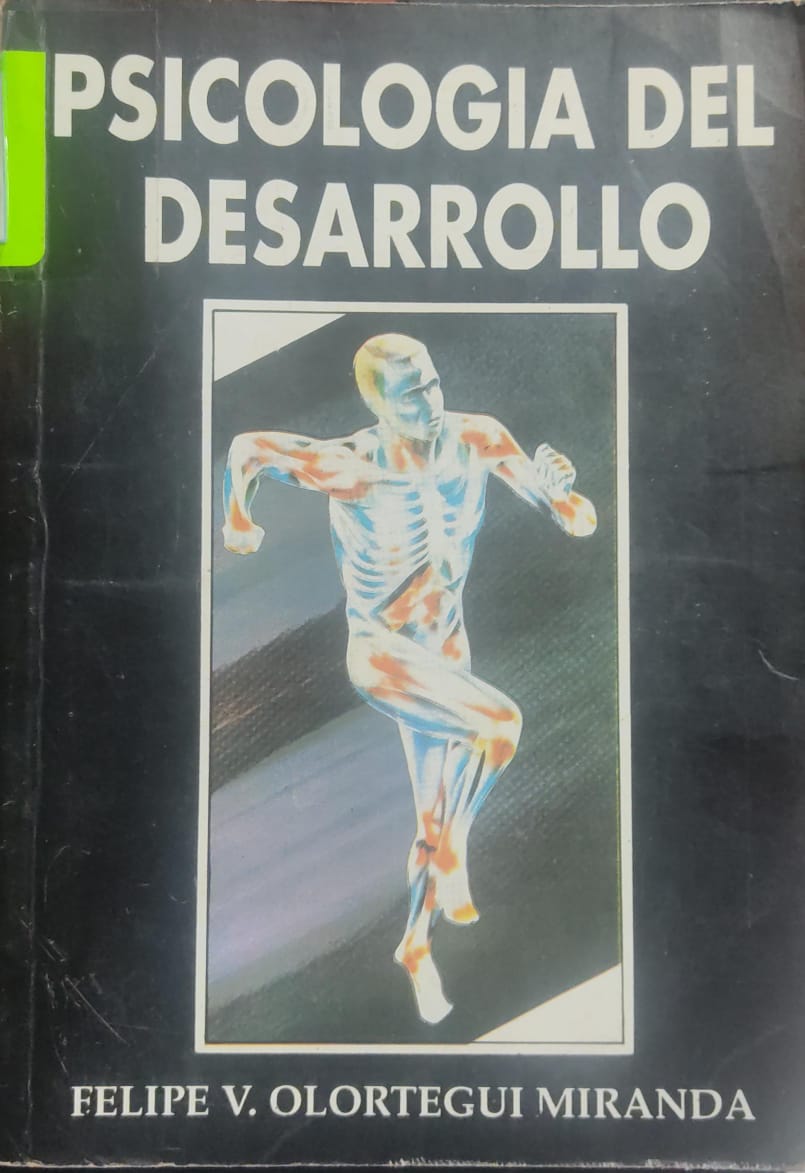 PSICOLOGIA DEL
DESARROLLO
FELIPE V. OLORTEGUI MIRANDA